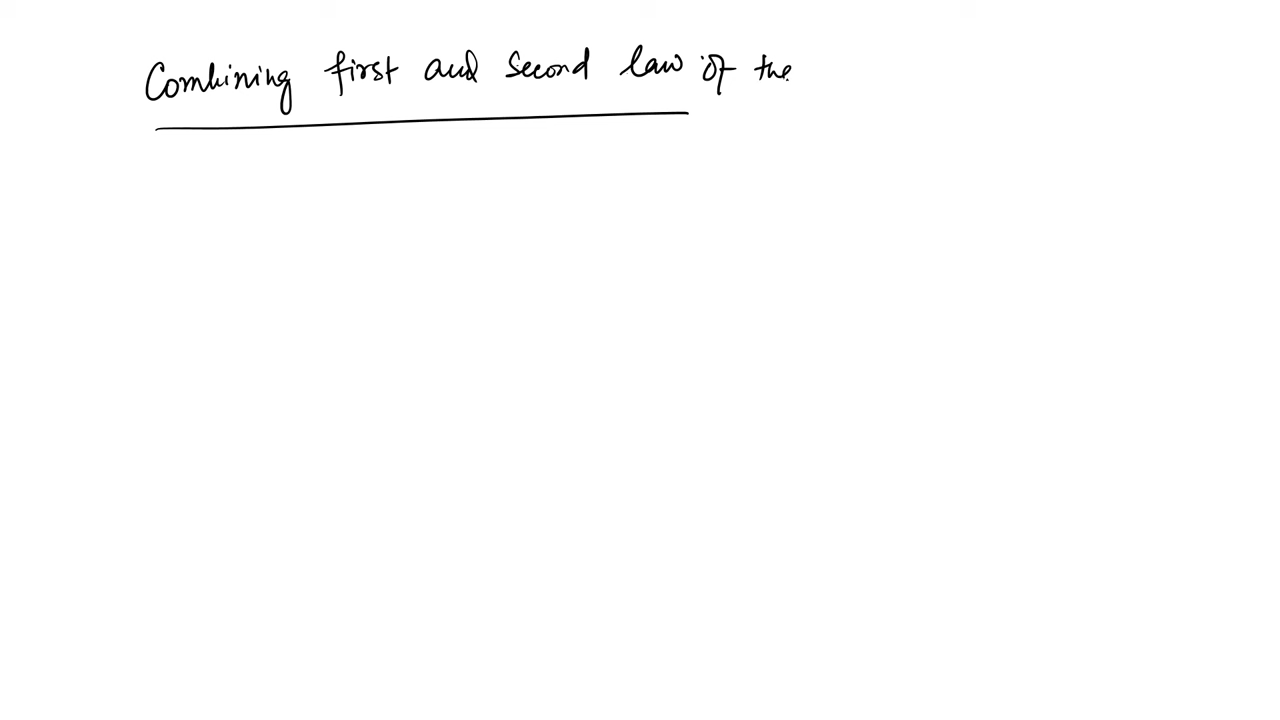 Combining first and second law of the